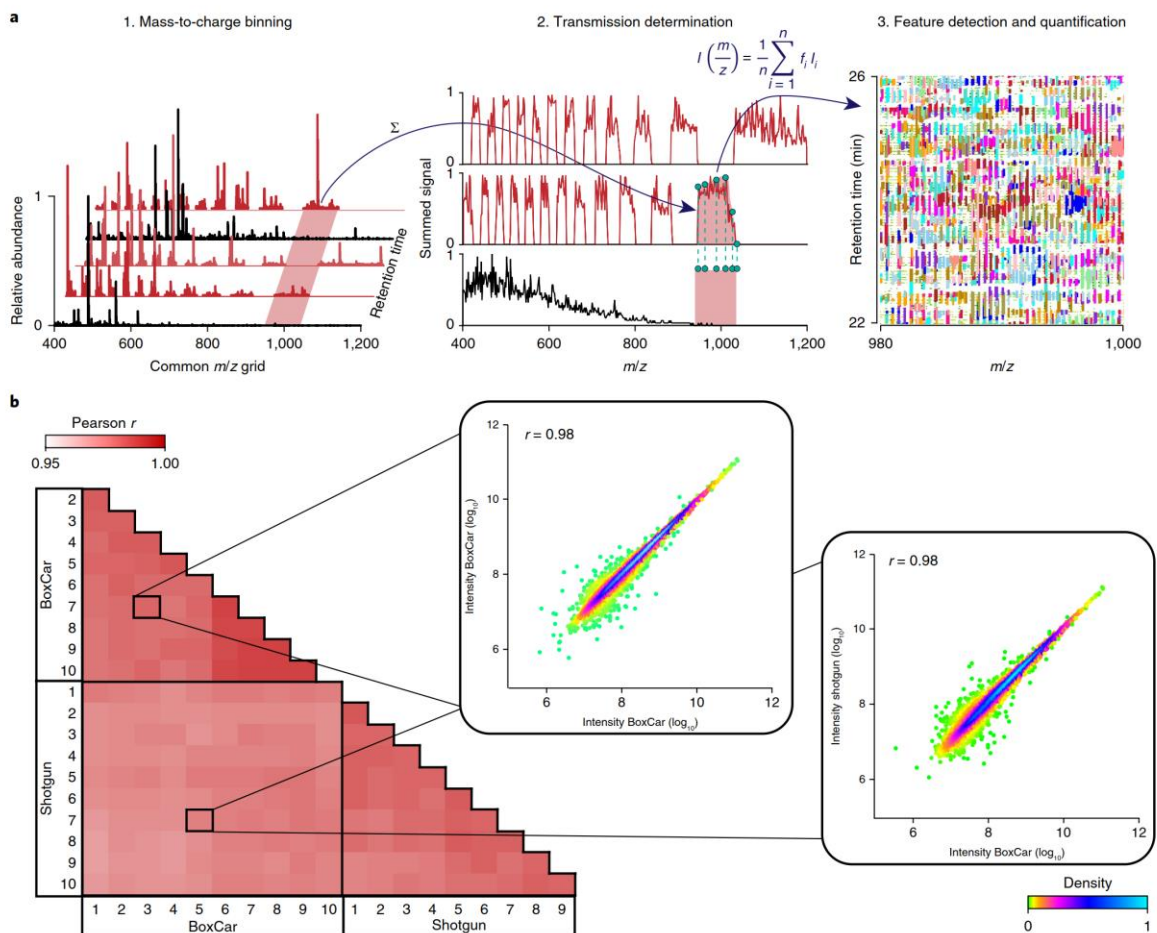 a
1. Mass-to-charge binning
2. Transmission determination
3. Feature detection and quantification
Relative abundance
1
0
1
0
400 600 800 1,000 1,200
Common m/z grid
Retention time
Σ
I (m/z) = 1/n ∑ i = 1 n f i I i
Summed signal
1
0
1
0
1
0
400 600 800 1,000 1,200
m/z
Retention time (min)
26
22
980 1,000
m/z
b
Pearson r
0.95 1.00
BoxCar
2
3
4
5
6
7
8
9
10
Shotgun
1
2
3
4
5
6
7
8
9
10
1 2 3 4 5 6 7 8 9 10 1 2 3 4 5 6 7 8 9
BoxCar Shotgun
r = 0.98
Intensity BoxCar (log10)
12
10
8
6
6 8 10 12
Intensity BoxCar (log10)
r = 0.98
Intensity shotgun (log10)
12
10
8
6
6 8 10 12
Intensity BoxCar (log10)
Density
0 1